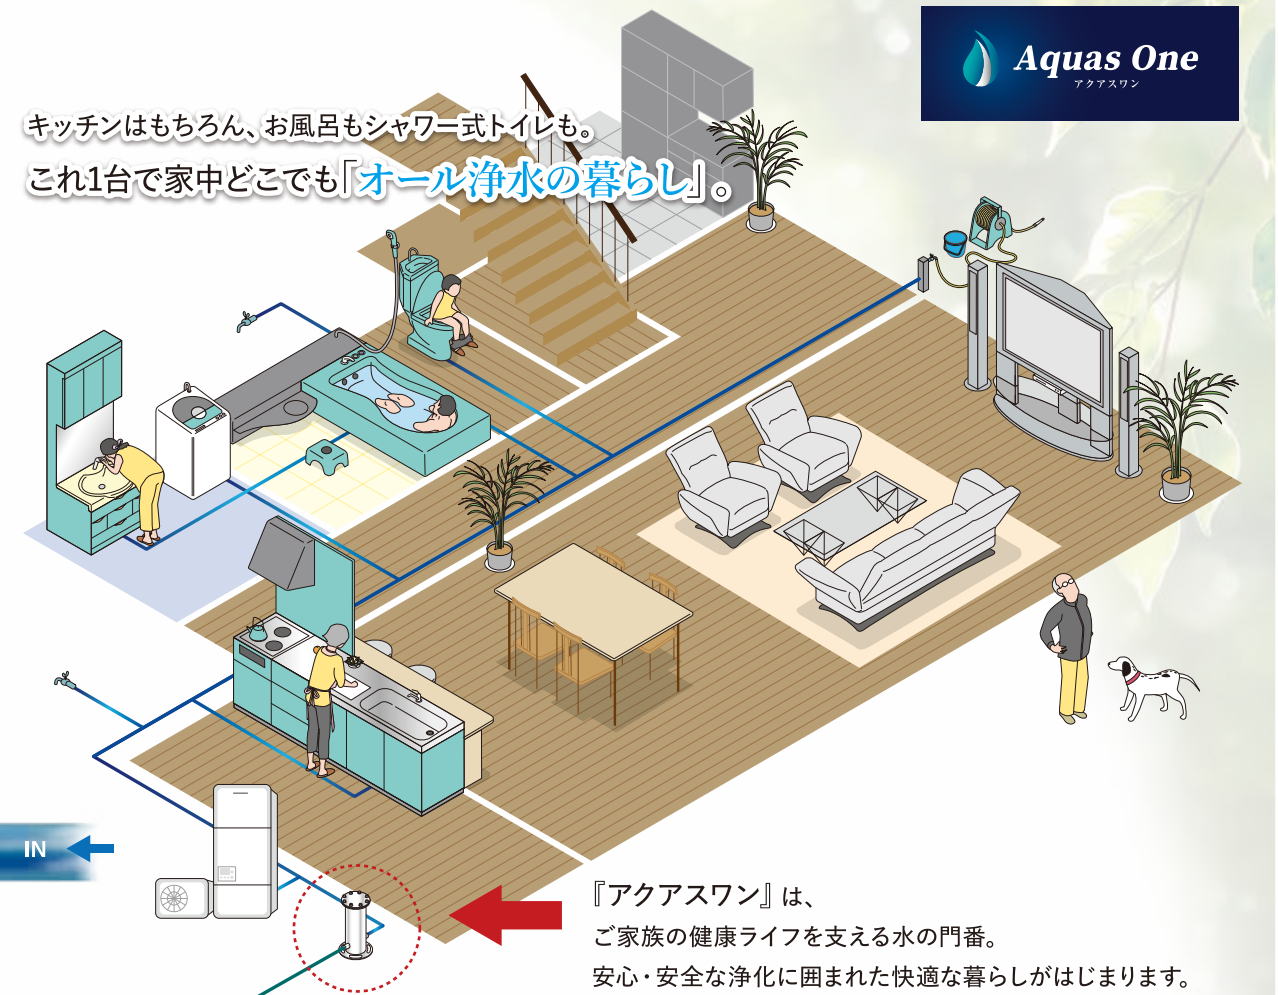 Aquas One
アクアスワン
キッチンはもちろん、お風呂もシャワー式トイレも。
これ1台で家中どこでも「オール浄水の暮らし」。
IN
『アクアスワン』は、
ご家族の健康ライフを支える水の門番。
安心・安全な浄化に囲まれた快適な暮らしがはじまります。